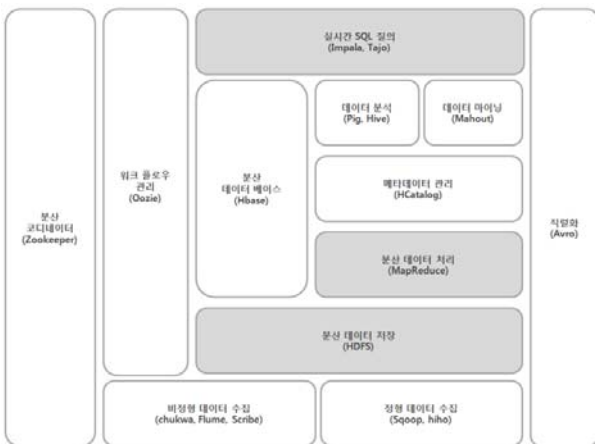 실시간 SQL 질의
(Impala, Tajo)
데이터 분석
(Pig, Hive)
데이터 마이닝
(Mahout)
워크 플로우
관리
(Oozie)
분산
데이터 베이스
(Hbase)
메타데이터 관리
(HCatalog)
분산
코디네이터
(Zookeeper)
직렬화
(Avro)
분산 데이터 처리
(MapReduce)
분산 데이터 저장
(HDFS)
비정형 데이터 수집
(chukwa, Flume, Scribe)
정형 데이터 수집
(Sqoop, hiho)